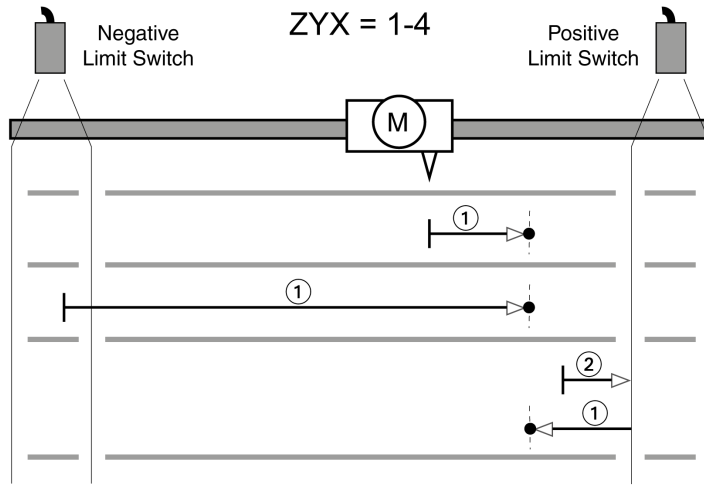 ZYX = 1-4
Negative
Limit Switch
Positive
Limit Switch
M
1
1
2
1